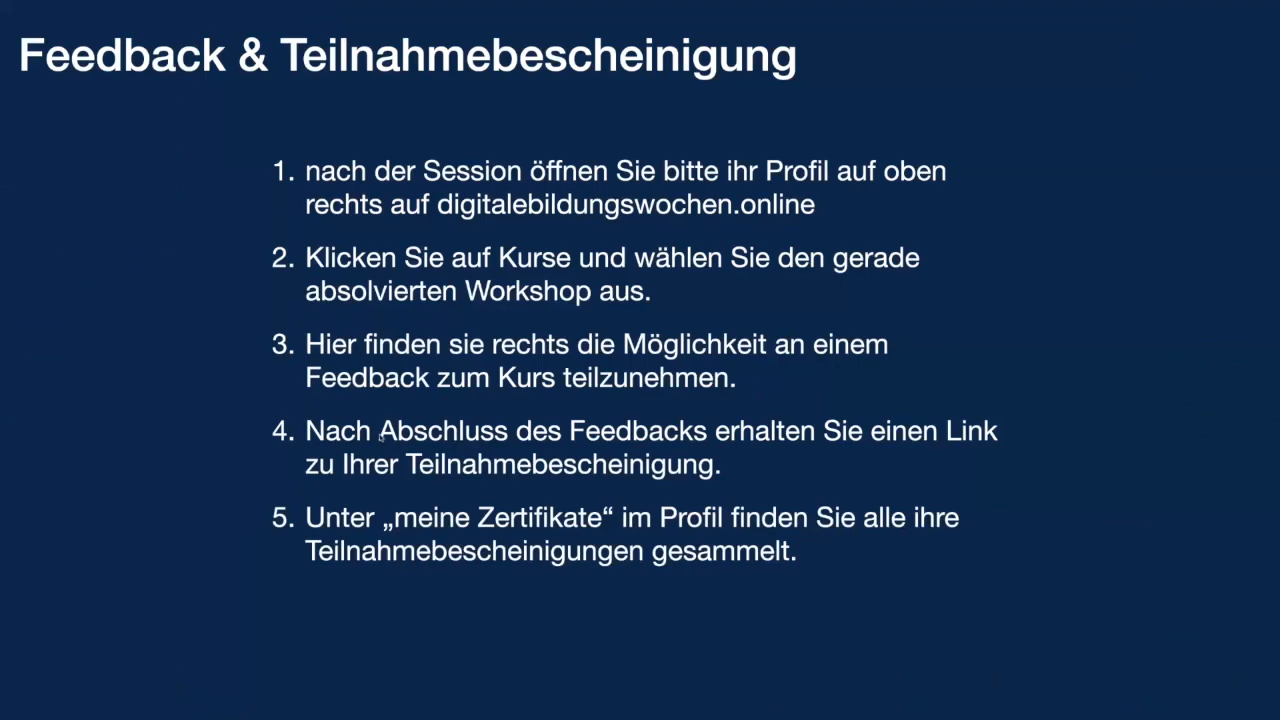 Feedback & Teilnahmebescheinigung
1. nach der Session öffnen Sie bitte ihr Profil auf oben
rechts auf digitalebildungswochen.online
2. Klicken Sie auf Kurse und wählen Sie den gerade
absolvierten Workshop aus.
3. Hier finden sie rechts die Möglichkeit an einem
Feedback zum Kurs teilzunehmen.
4. Nach Abschluss des Feedbacks erhalten Sie einen Link
zu Ihrer Teilnahmebescheinigung.
5. Unter „meine Zertifikate“ im Profil finden Sie alle ihre
Teilnahmebescheinigungen gesammelt.